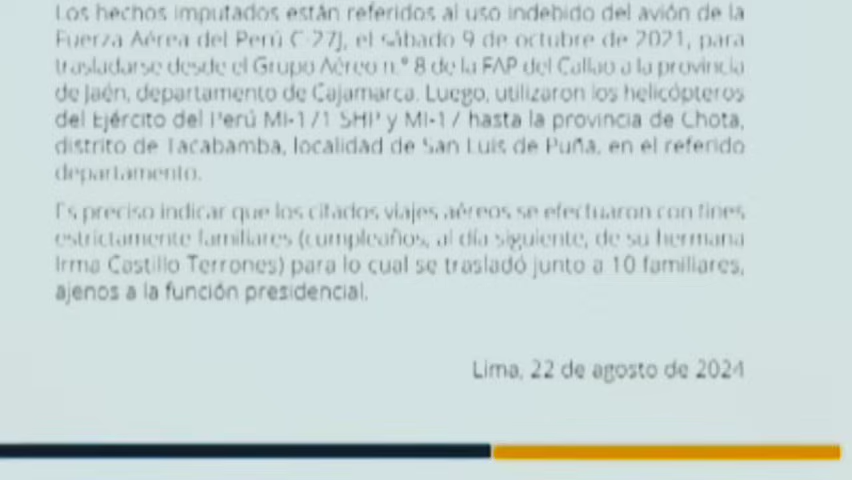 Los hechos imputados están referidos al uso indebido del avión de la
Fuerza Aérea del Perú C-27J, el sábado 9 de octubre de 2021, para
trasladarse desde el Grupo Aéreo n.° 8 de la FAP del Callao a la provincia
de Jaén, departamento de Cajamarca. Luego, utilizaron los helicópteros
del Ejército del Perú MI-171 SHP y MI-17 hasta la provincia de Chota,
distrito de Tacabamba, localidad de San Luis de Puña, en el referido
departamento.
Es preciso indicar que los citados viajes aéreos se efectuaron con fines
estrictamente familiares (cumpleaños, al día siguiente, de su hermana
Irma Castillo Terrones) para lo cual se trasladó junto a 10 familiares,
ajenos a la función presidencial.
Lima, 22 de agosto de 2024